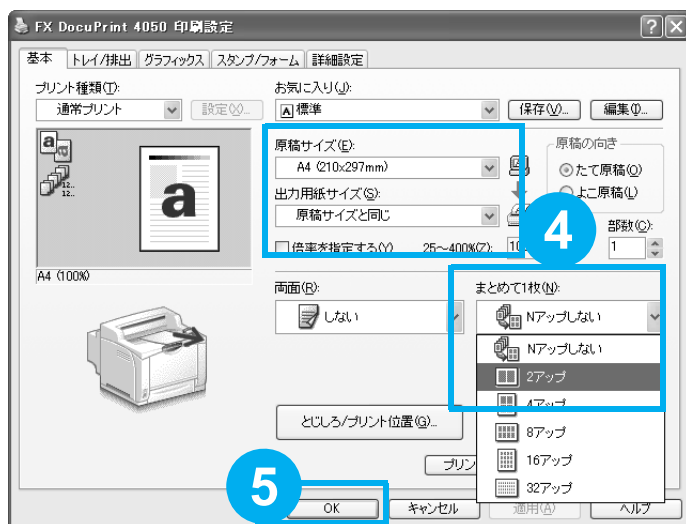 FX DocuPrint 4050 印刷設定
基本 トレイ/排出 グラフィックス スタンプ/フォーム 詳細設定
プリント種類(T):
通常プリント 設定(X)...
お気に入り(J):
A 標準 保存(V)... 編集(I)...
原稿サイズ(E):
A4 (210x297mm)
出力用紙サイズ(S):
原稿サイズと同じ
倍率を指定する(Y) 25～400%(Z):
原稿の向き
たて原稿(O)
よこ原稿(L)
部数(C):
1
4
a
12..
12..
a
A4 (100%)
両面(R):
しない
まとめて1枚(N):
Nアップしない
Nアップしない
2アップ
4アップ
8アップ
16アップ
32アップ
とじしろ/プリント位置(G)...
5
OK キャンセル 適用(A) ヘルプ